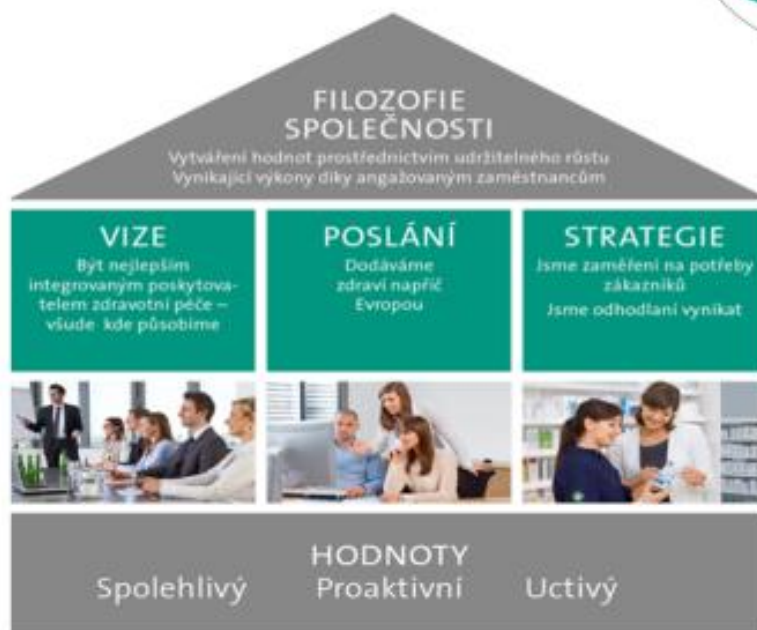 FILOZOFIE
SPOLEČNOSTI
Vytváření hodnot prostřednictvím udržitelného růstu
Vynikající výkony díky angažovaným zaměstnancům
VIZE
Být nejlepším
integrovaným poskytova-
telem zdravotní péče –
všude kde působíme
POSLÁNÍ
Dodáváme
zdraví napříč
Evropou
STRATEGIE
Jsme zaměření na potřeby
zákazníků
Jsme odhodlaní vynikat
HODNOTY
Spolehlivý Proaktivní Uctivý